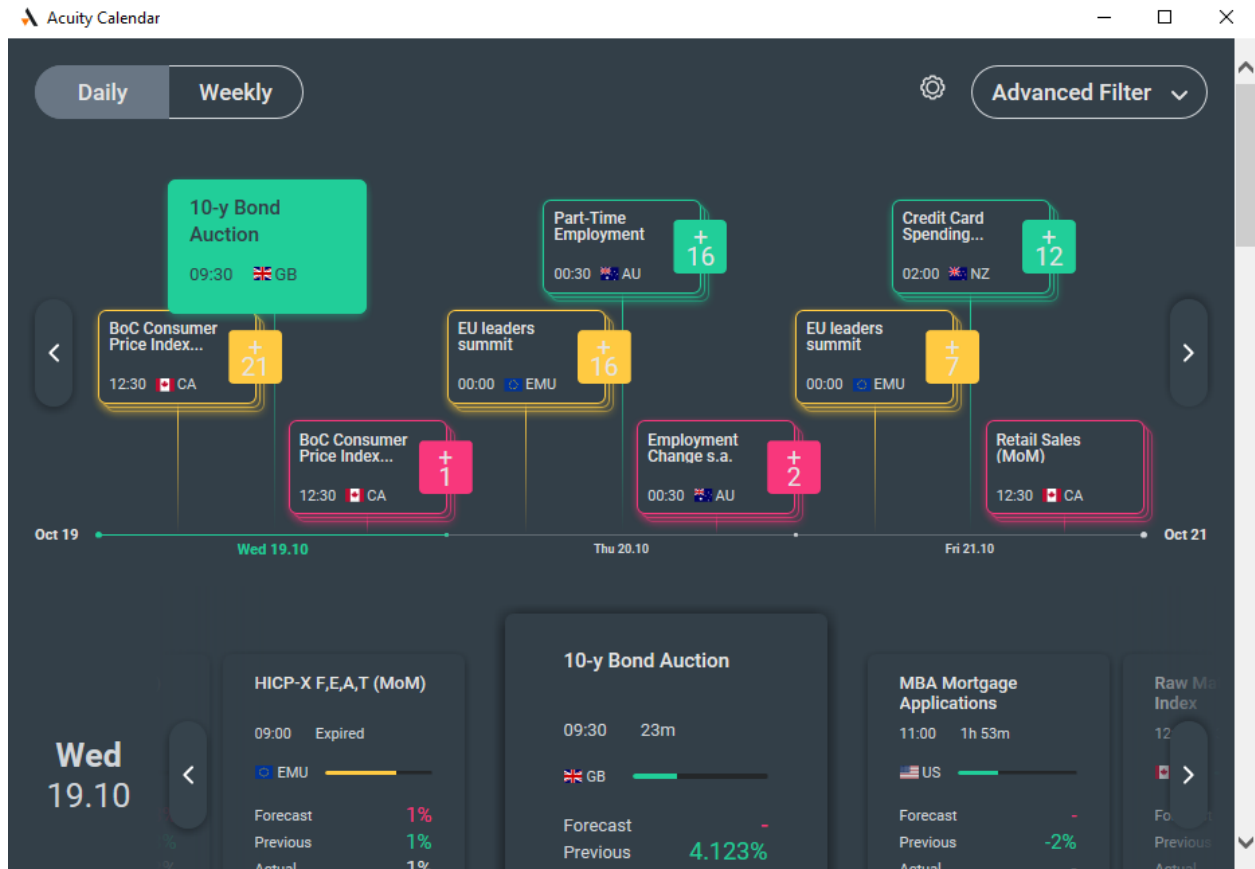 Acuity Calendar
Daily
Weekly
Advanced Filter
10-y Bond
Auction
09:30 GB
Part-Time
Employment
00:30 AU
+
16
Credit Card
Spending...
02:00 NZ
+
12
BoC Consumer
Price Index...
12:30 CA
+
21
EU leaders
summit
00:00 EMU
+
16
EU leaders
summit
00:00 EMU
+
7
BoC Consumer
Price Index...
12:30 CA
+
1
Employment
Change s.a.
00:30 AU
+
2
Retail Sales
(MoM)
12:30 CA
Oct 19
Oct 21
Wed 19.10
Thu 20.10
Fri 21.10
Wed
19.10
HICP-X F,E,A,T (MoM)
09:00 Expired
EMU
Forecast 1%
Previous 1%
Actual 1%
10-y Bond Auction
09:30 23m
GB
Forecast -
Previous 4.123%
MBA Mortgage
Applications
11:00 1h 53m
US
Forecast -
Previous -2%
Actual
Index
Previous
Actual